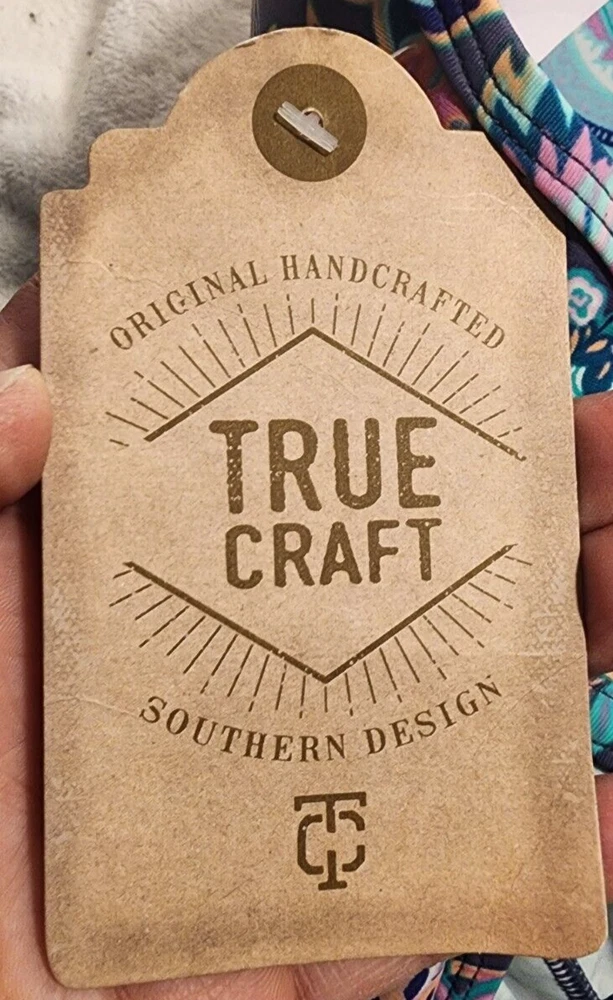 ORIGINAL HANDCRAFTED
TRUE
CRAFT
SOUTHERN DESIGN
TC